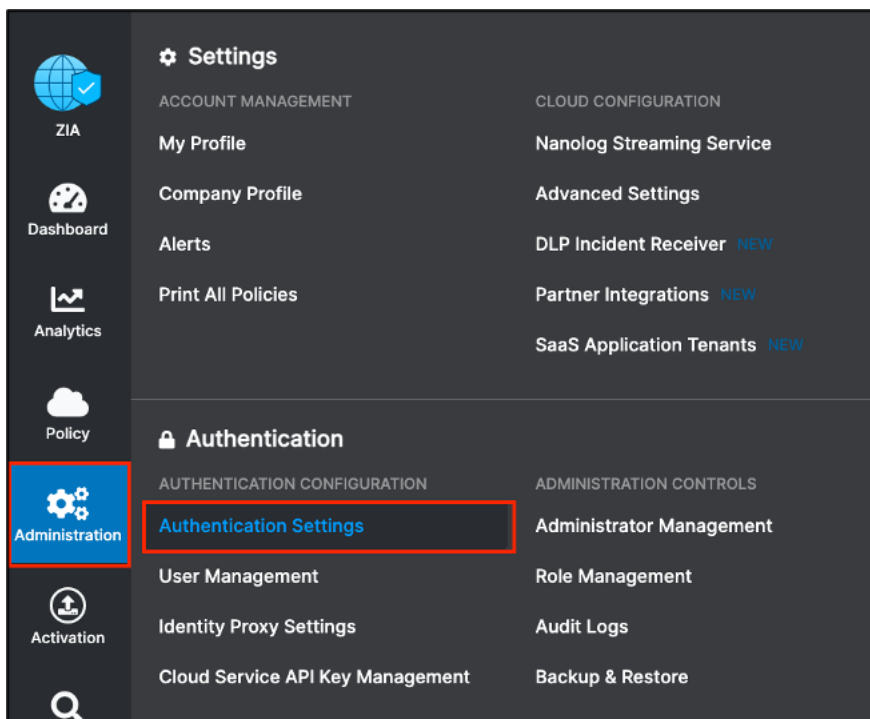 ZIA
Dashboard
Analytics
Policy
Administration
Activation
Settings
ACCOUNT MANAGEMENT
My Profile
Company Profile
Alerts
Print All Policies
CLOUD CONFIGURATION
Nanolog Streaming Service
Advanced Settings
DLP Incident Receiver NEW
Partner Integrations NEW
SaaS Application Tenants NEW
Authentication
AUTHENTICATION CONFIGURATION
Authentication Settings
User Management
Identity Proxy Settings
Cloud Service API Key Management
ADMINISTRATION CONTROLS
Administrator Management
Role Management
Audit Logs
Backup & Restore